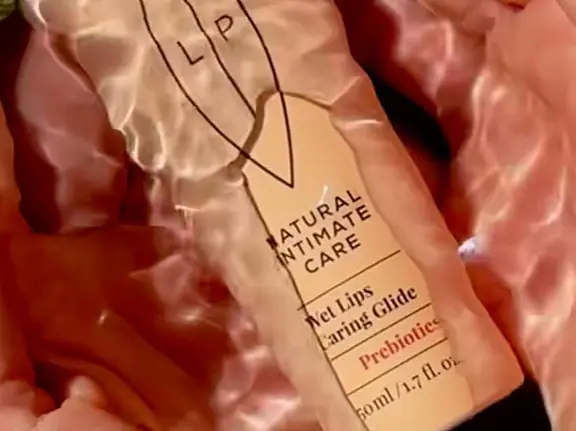 L P
NATURAL
INTIMATE
CARE
Wet Lips
Caring Glide
Prebiotics
50ml / 1.7 fl. oz.